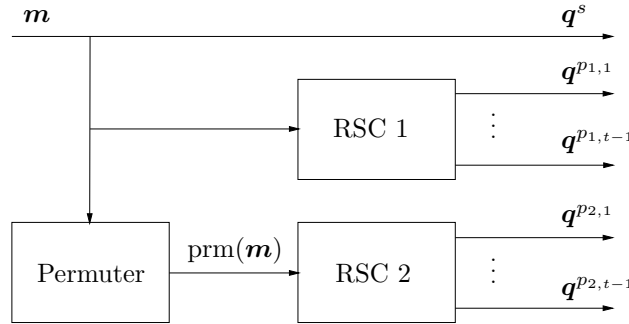 m q^s
q^{p_{1,1}}
RSC 1 ⋮
q^{p_{1,t−1}}
q^{p_{2,1}}
prm(m)
Permuter RSC 2 ⋮
q^{p_{2,t−1}}